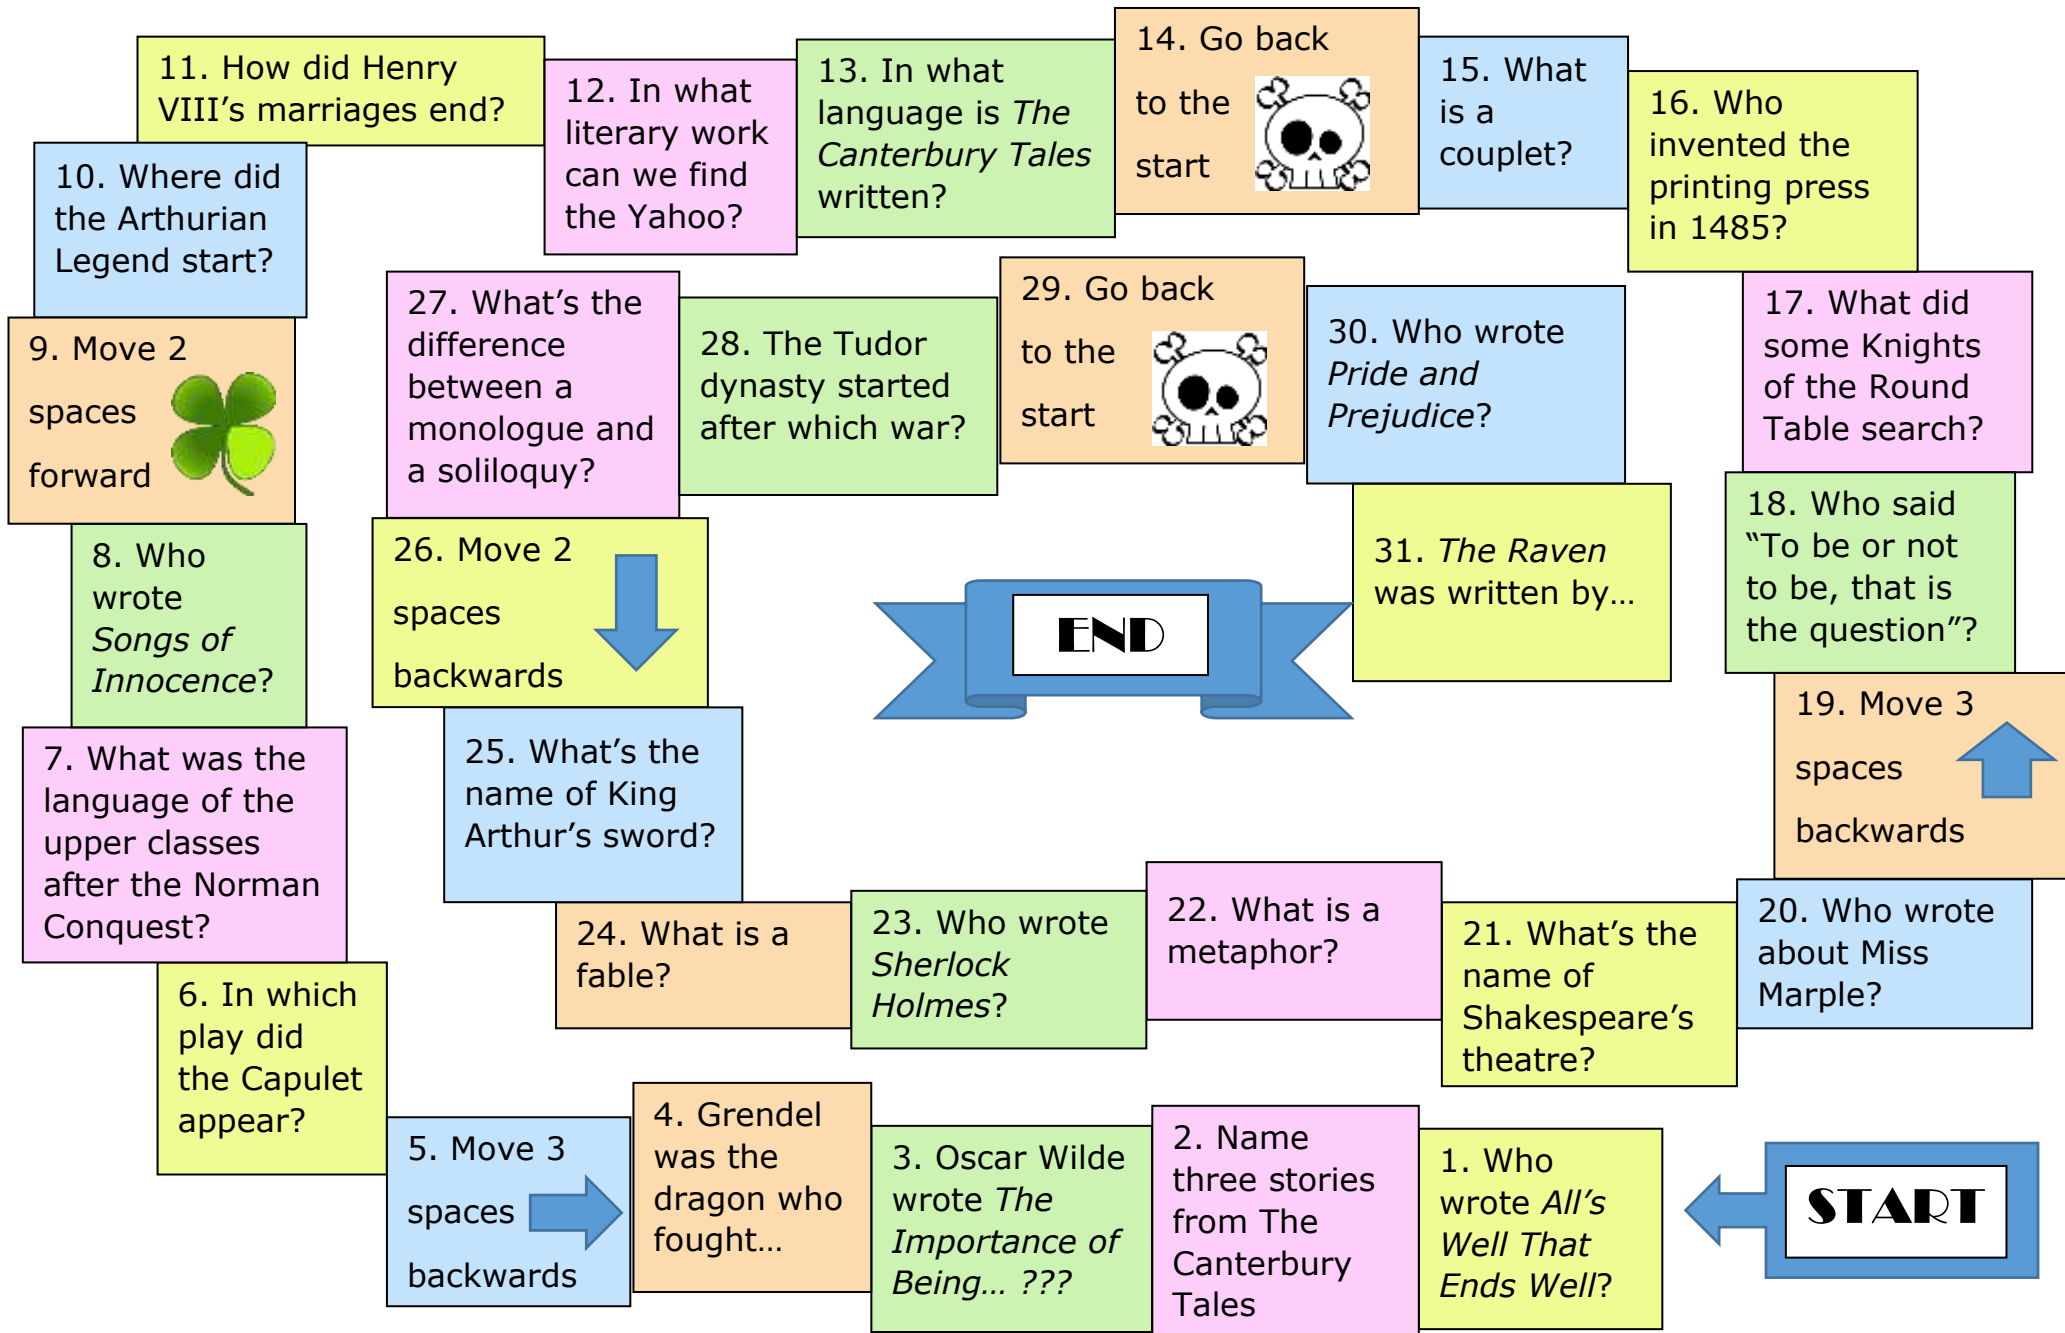 START
1. Who
wrote All’s
Well That
Ends Well?
2. Name
three stories
from The
Canterbury
Tales
3. Oscar Wilde
wrote The
Importance of
Being… ???
4. Grendel
was the
dragon who
fought…
5. Move 3
spaces
backwards
6. In which
play did
the Capulet
appear?
7. What was the
language of the
upper classes
after the Norman
Conquest?
8. Who
wrote
Songs of
Innocence?
9. Move 2
spaces
forward
10. Where did
the Arthurian
Legend start?
11. How did Henry
VIII’s marriages end?
12. In what
literary work
can we find
the Yahoo?
13. In what
language is The
Canterbury Tales
written?
14. Go back
to the
start
15. What
is a
couplet?
16. Who
invented the
printing press
in 1485?
17. What did
some Knights
of the Round
Table search?
18. Who said
“To be or not
to be, that is
the question”?
19. Move 3
spaces
backwards
20. Who wrote
about Miss
Marple?
21. What’s the
name of
Shakespeare’s
theatre?
22. What is a
metaphor?
23. Who wrote
Sherlock
Holmes?
24. What is a
fable?
25. What’s the
name of King
Arthur’s sword?
26. Move 2
spaces
backwards
27. What’s the
difference
between a
monologue and
a soliloquy?
28. The Tudor
dynasty started
after which war?
29. Go back
to the
start
30. Who wrote
Pride and
Prejudice?
31. The Raven
was written by…
END